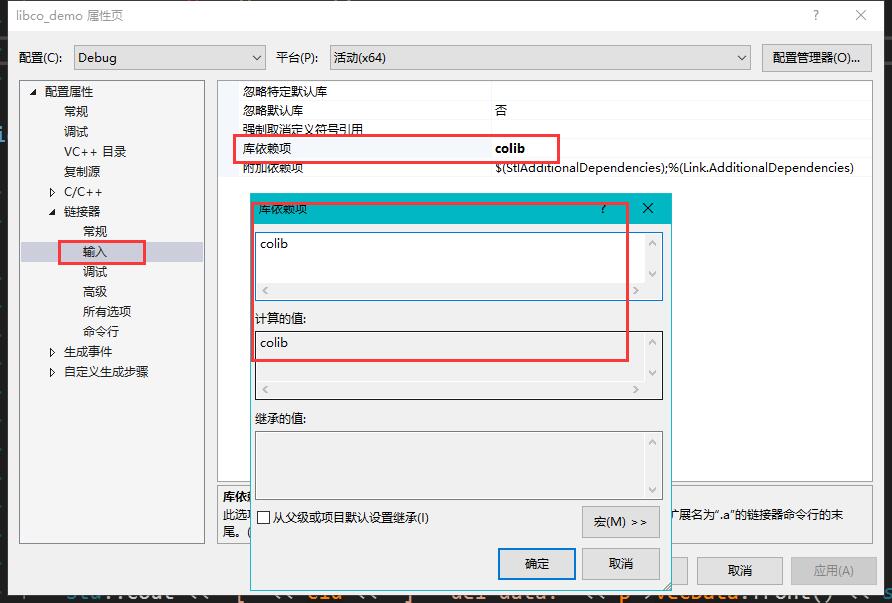 libco_demo 属性页
配置(C):
Debug
平台(P):
活动(x64)
配置管理器(O)...
配置属性
常规
调试
VC++ 目录
复制源
C/C++
链接器
常规
输入
调试
高级
所有选项
命令行
生成事件
自定义生成步骤
忽略特定默认库
忽略默认库 否
强制取消定义符号引用
库依赖项 colib
附加依赖项 $(StlAdditionalDependencies);%(Link.AdditionalDependencies)
库依赖项
colib
计算的值:
colib
继承的值:
从父级或项目默认设置继承(I)
宏(M) >>
确定
取消
库依
此选
扩展名为“.a”的链接器命令行的末
尾。(
取消
应用(A)